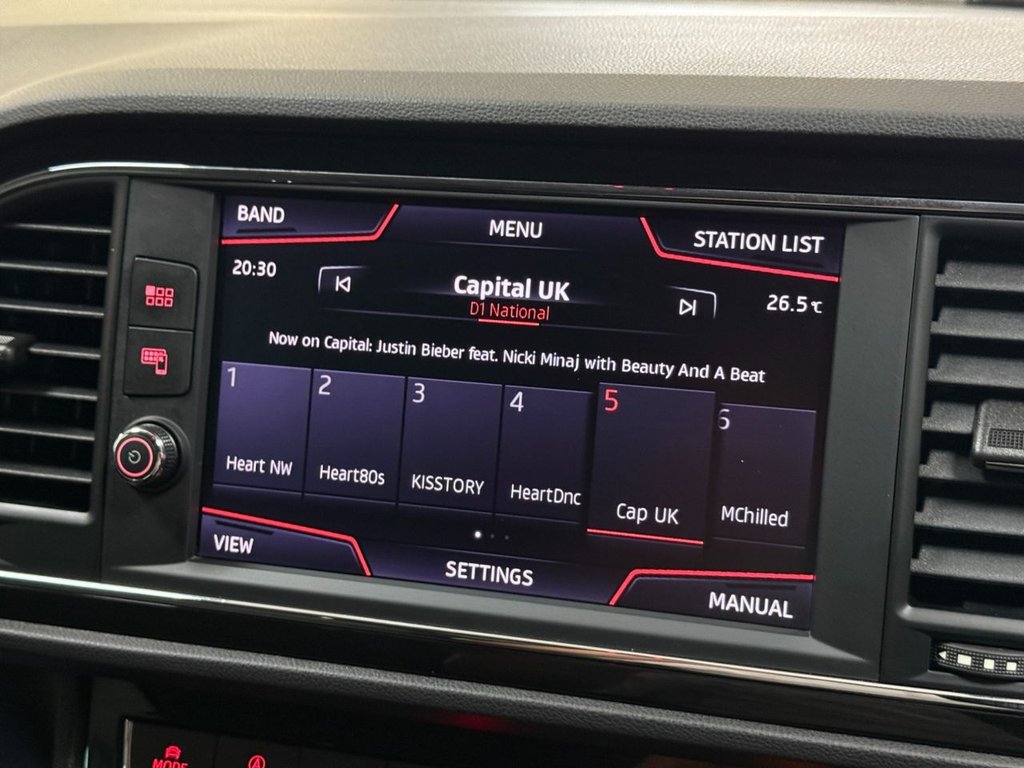 BAND
MENU
STATION LIST
20:30
Capital UK
D1 National
26.5 °C
Now on Capital: Justin Bieber feat. Nicki Minaj with Beauty And A Beat
1
2
3
4
5
6
Heart NW
Heart80s
KISSTORY
HeartDnc
Cap UK
MChilled
VIEW
SETTINGS
MANUAL
MODE
A